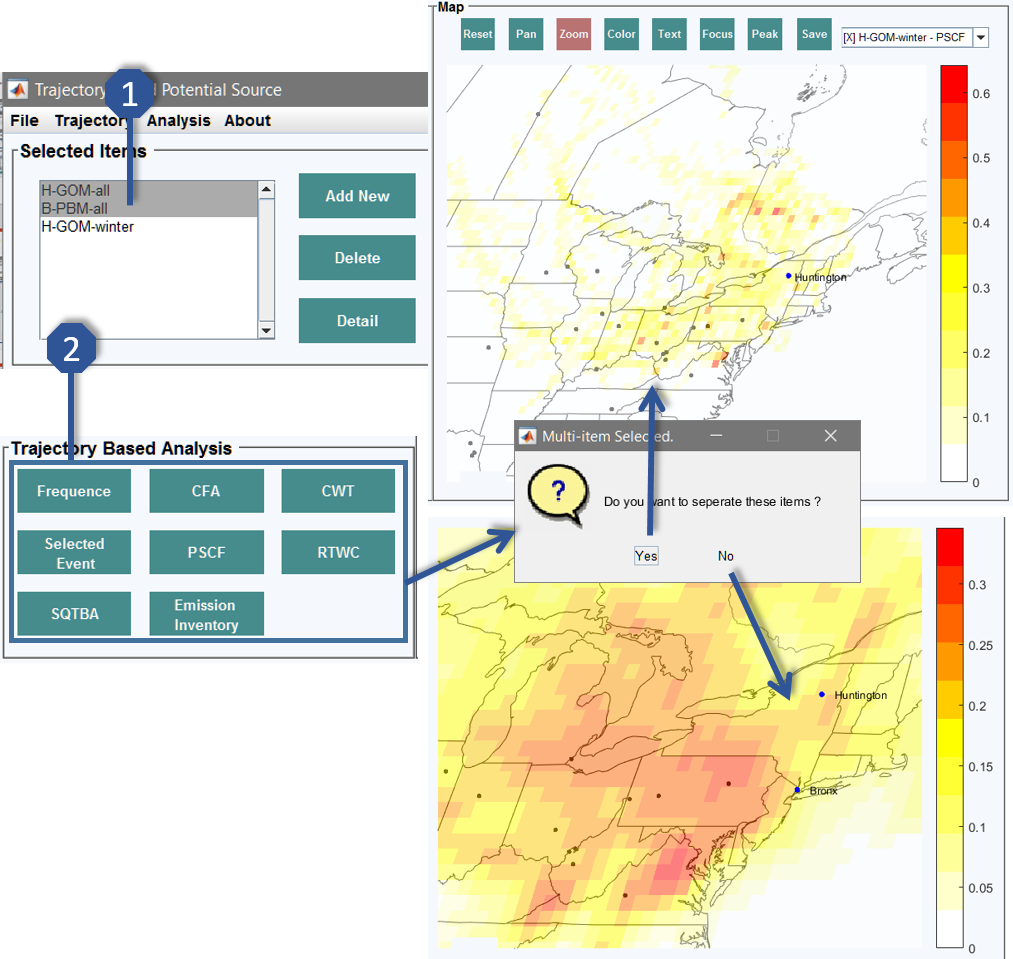 Map
Reset Pan Zoom Color Text Focus Peak Save [X] H-GOM-winter - PSCF
0.6
0.5
0.4
0.3
0.2
0.1
0
Huntington
1
Trajectory Potential Source
File Trajectory Analysis About
Selected Items
H-GOM-all
B-PBM-all
H-GOM-winter
Add New
Delete
Detail
2
Trajectory Based Analysis
Frequence CFA CWT
Selected
Event
PSCF RTWC
SQTBA
Emission
Inventory
Multi-item Selected.
?
Do you want to seperate these items ?
Yes No
0.3
0.25
0.2
0.15
0.1
0.05
0
Huntington
Bronx